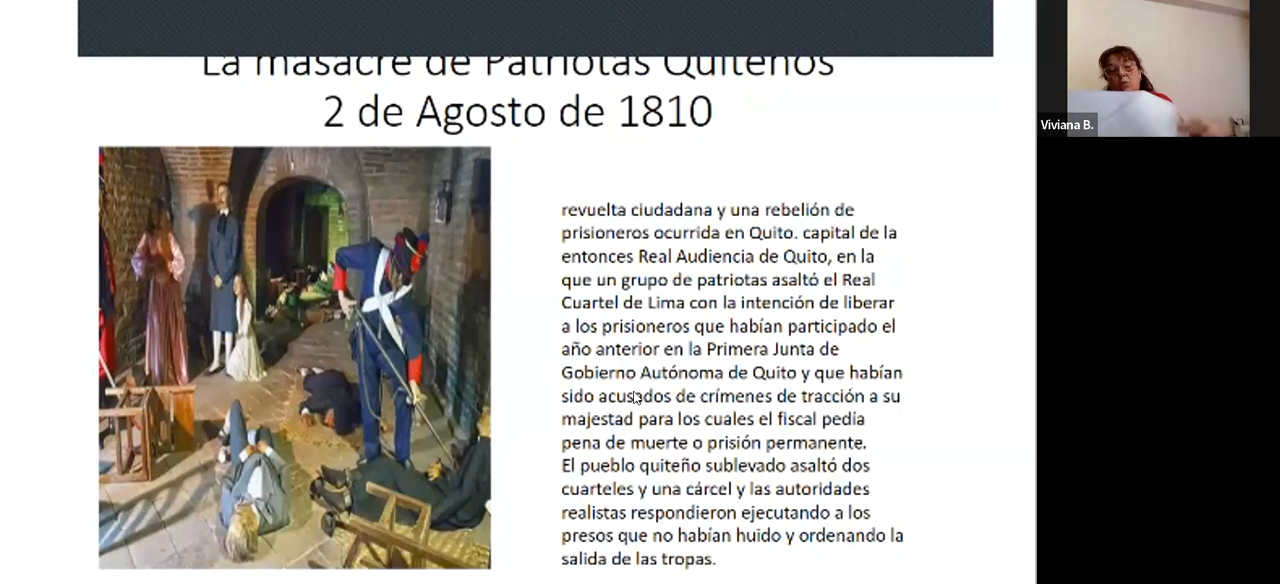 La masacre de Patriotas Quiteños
2 de Agosto de 1810
revuelta ciudadana y una rebelión de
prisioneros ocurrida en Quito. capital de la
entonces Real Audiencia de Quito, en la
que un grupo de patriotas asaltó el Real
Cuartel de Lima con la intención de liberar
a los prisioneros que habían participado el
año anterior en la Primera Junta de
Gobierno Autónoma de Quito y que habían
sido acusados de crímenes de tracción a su
majestad para los cuales el fiscal pedía
pena de muerte o prisión permanente.
El pueblo quiteño sublevado asaltó dos
cuarteles y una cárcel y las autoridades
realistas respondieron ejecutando a los
presos que no habían huido y ordenando la
salida de las tropas.
Viviana B.